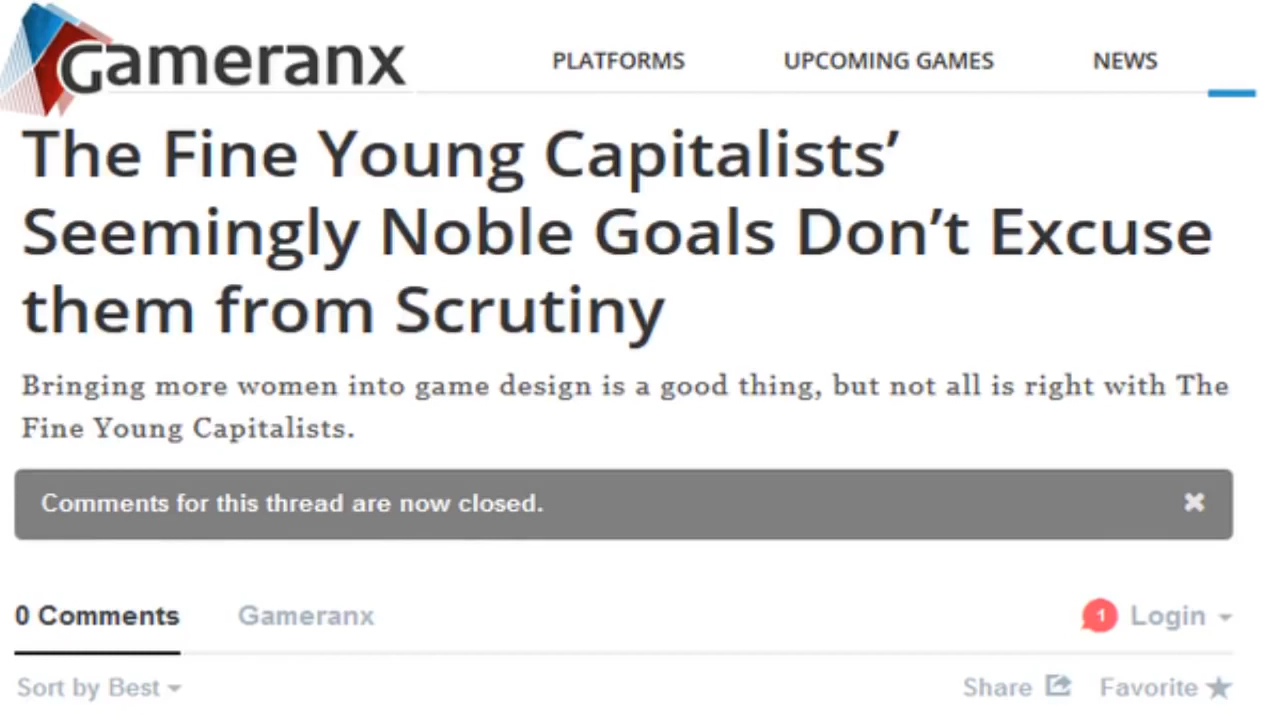 Gameranx
PLATFORMS UPCOMING GAMES NEWS
The Fine Young Capitalists’
Seemingly Noble Goals Don’t Excuse
them from Scrutiny
Bringing more women into game design is a good thing, but not all is right with The
Fine Young Capitalists.
Comments for this thread are now closed.
0 Comments Gameranx 1 Login
Sort by Best Share Favorite